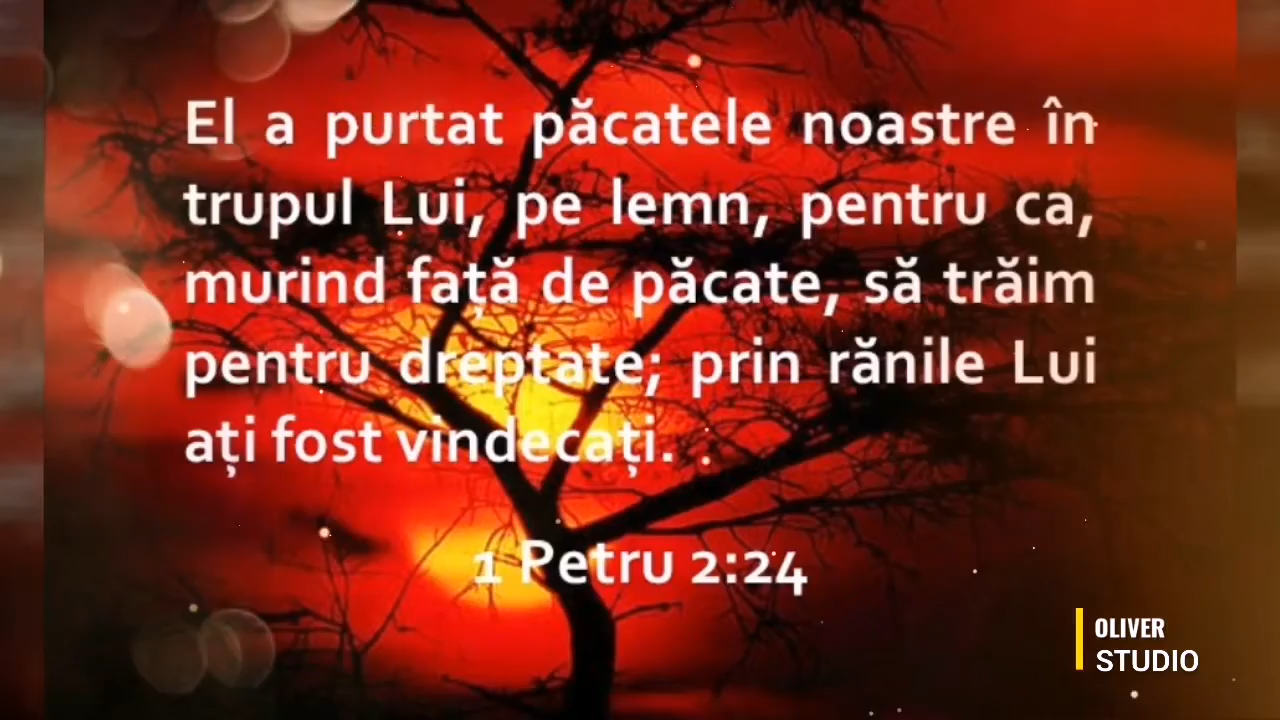 El a purtat păcatele noastre în
trupul Lui, pe lemn, pentru ca,
murind față de păcate, să trăim
pentru dreptate; prin rănile Lui
ați fost vindecați.
1 Petru 2:24
OLIVER
STUDIO